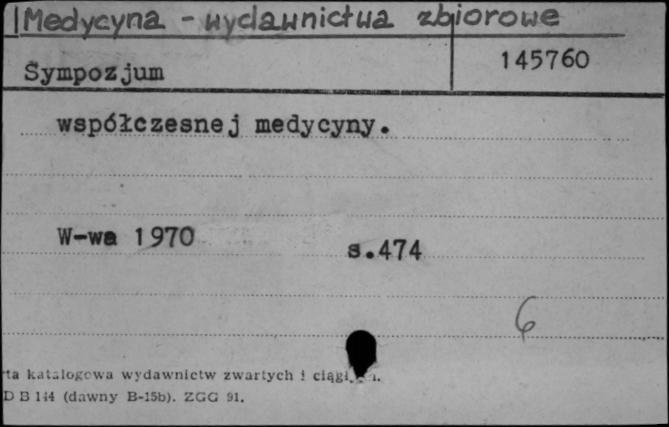 Medycyna - wydawnictwa zbiorowe
Sympozjum 145760
współczesnej medycyny.
W-wa 1970 s.474
6
ta katalogowa wydawnictw zwartych i
D B 144 (dawny B-15b). ZGG 91.